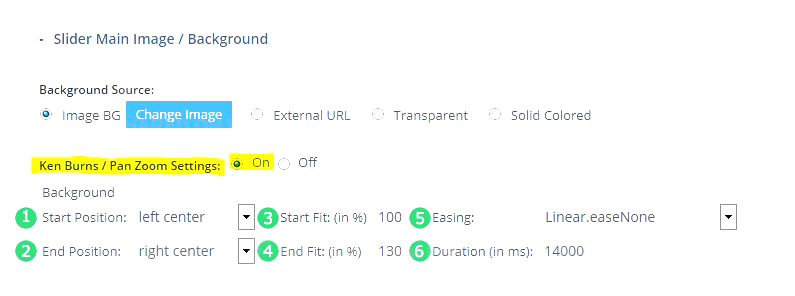 - Slider Main Image / Background
Background Source:
Image BG Change Image External URL Transparent Solid Colored
Ken Burns / Pan Zoom Settings: On Off
Background
1 Start Position: left center 3 Start Fit: (in %) 100 5 Easing: Linear.easeNone
2 End Position: right center 4 End Fit: (in %) 130 6 Duration (in ms): 14000